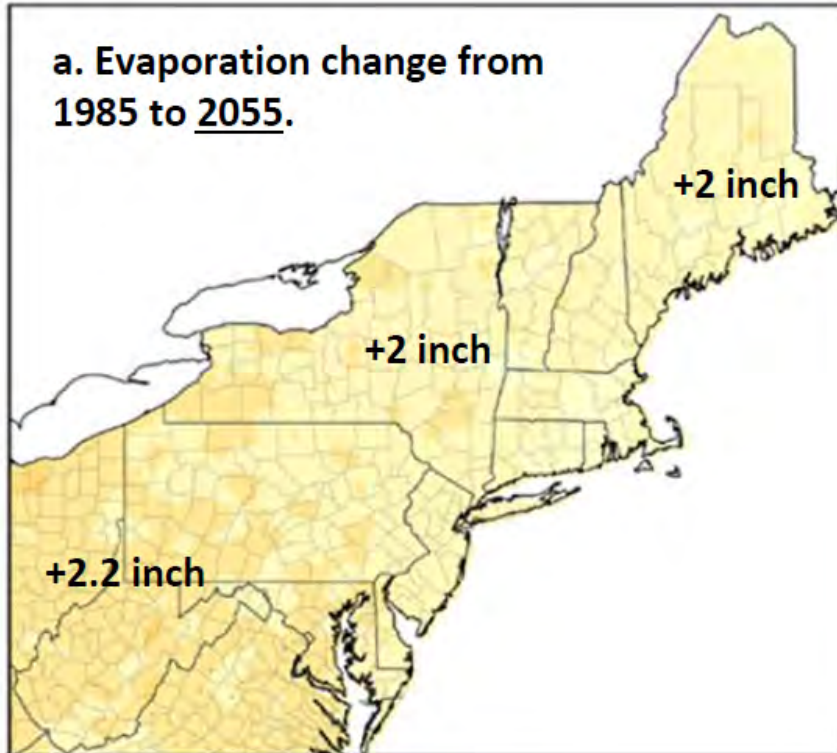 a. Evaporation change from
1985 to 2055.
+2 inch
+2 inch
+2.2 inch